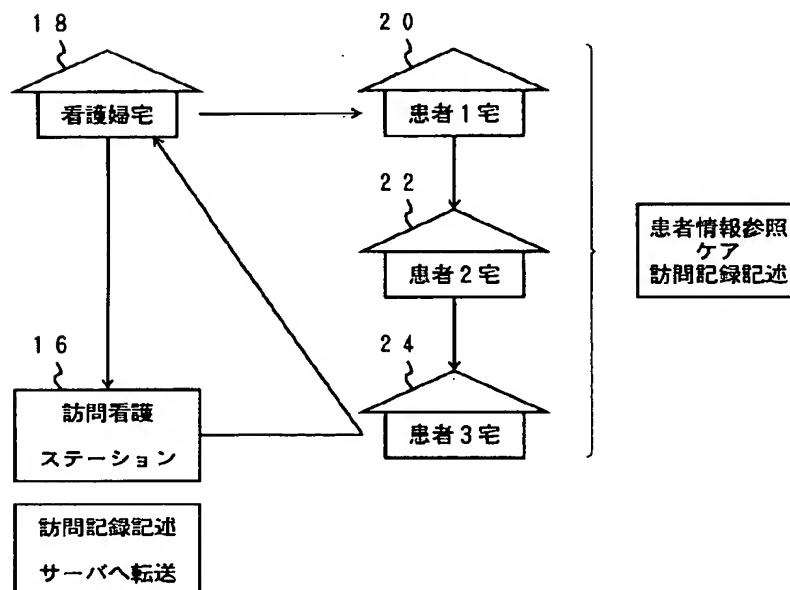 １８
看護婦宅
２０
患者１宅
２２
患者２宅
２４
患者３宅
患者情報参照
ケア
訪問記録記述
１６
訪問看護
ステーション
訪問記録記述
サーバへ転送